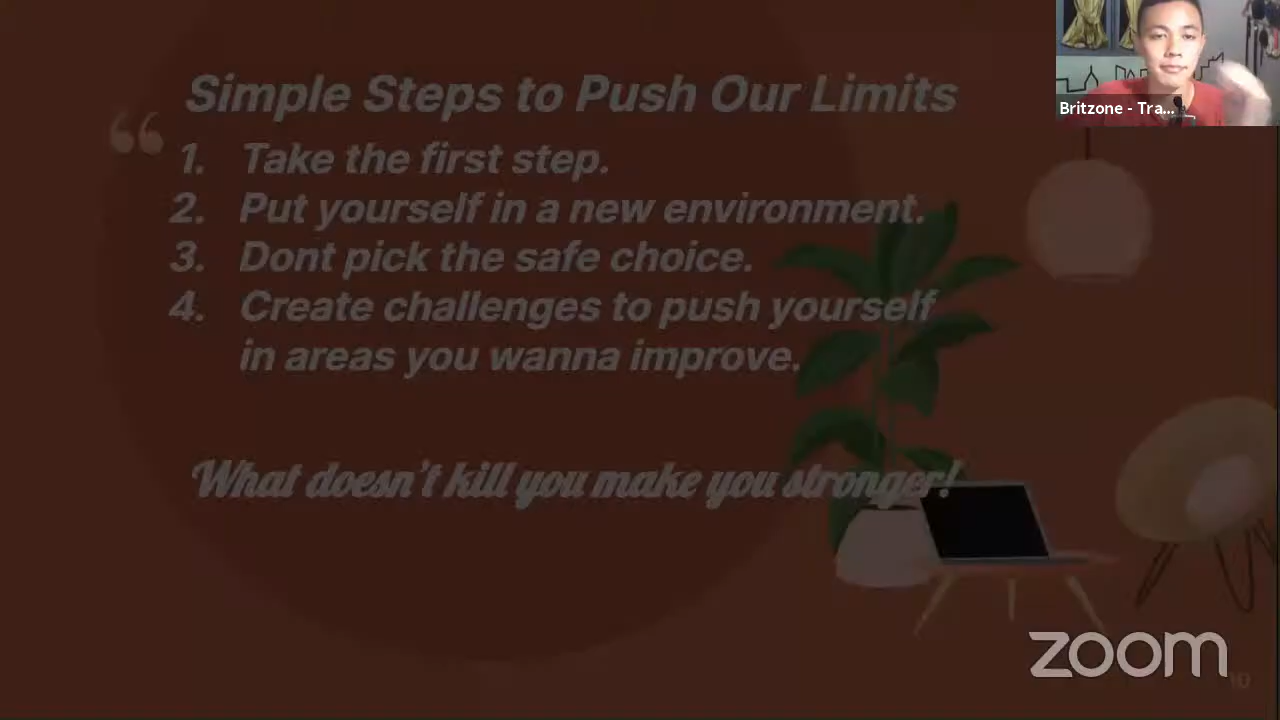 Britzone - Tra...
Simple Steps to Push Our Limits
“
1. Take the first step.
2. Put yourself in a new environment.
3. Dont pick the safe choice.
4. Create challenges to push yourself
in areas you wanna improve.
What doesn't kill you make you stronger!
zoom
10